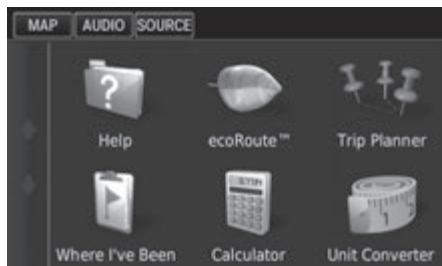 MAP AUDIO SOURCE
Help ecoRoute™ Trip Planner
Where I've Been Calculator Unit Converter